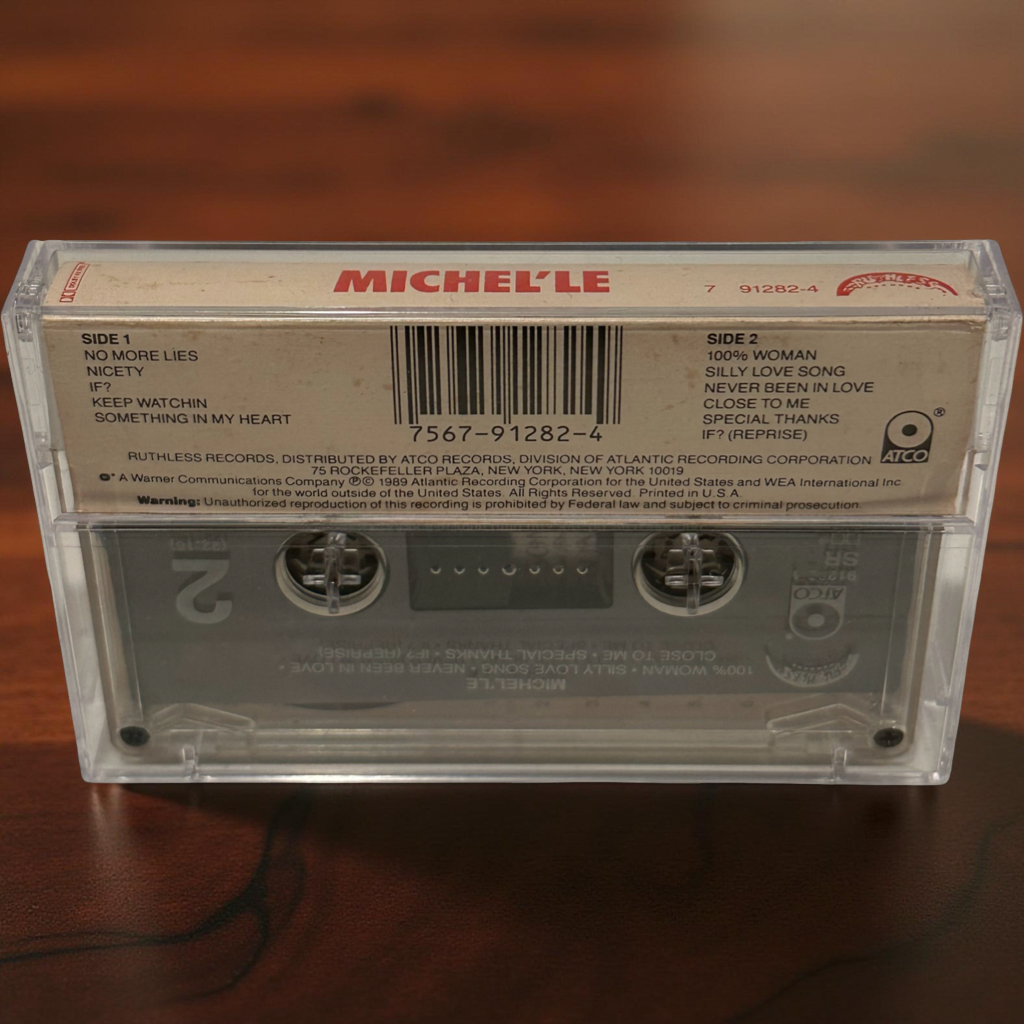 MICHEL'LE
7 91282-4
SIDE 1
NO MORE LIES
NICETY
IF?
KEEP WATCHIN
SOMETHING IN MY HEART
7567-91282-4
SIDE 2
100% WOMAN
SILLY LOVE SONG
NEVER BEEN IN LOVE
CLOSE TO ME
SPECIAL THANKS
IF? (REPRISE)
ATCO ®
RUTHLESS RECORDS, DISTRIBUTED BY ATCO RECORDS, DIVISION OF ATLANTIC RECORDING CORPORATION
75 ROCKEFELLER PLAZA, NEW YORK, NEW YORK 10019
A Warner Communications Company ℗© 1989 Atlantic Recording Corporation for the United States and WEA International Inc.
for the world outside of the United States. All Rights Reserved. Printed in U.S.A.
Warning: Unauthorized reproduction of this recording is prohibited by Federal law and subject to criminal prosecution.
MICHEL'LE
100% WOMAN • SILLY LOVE SONG • NEVER BEEN IN LOVE •
CLOSE TO ME • SPECIAL THANKS • IF? (REPRISE)
ATCO
SR
2